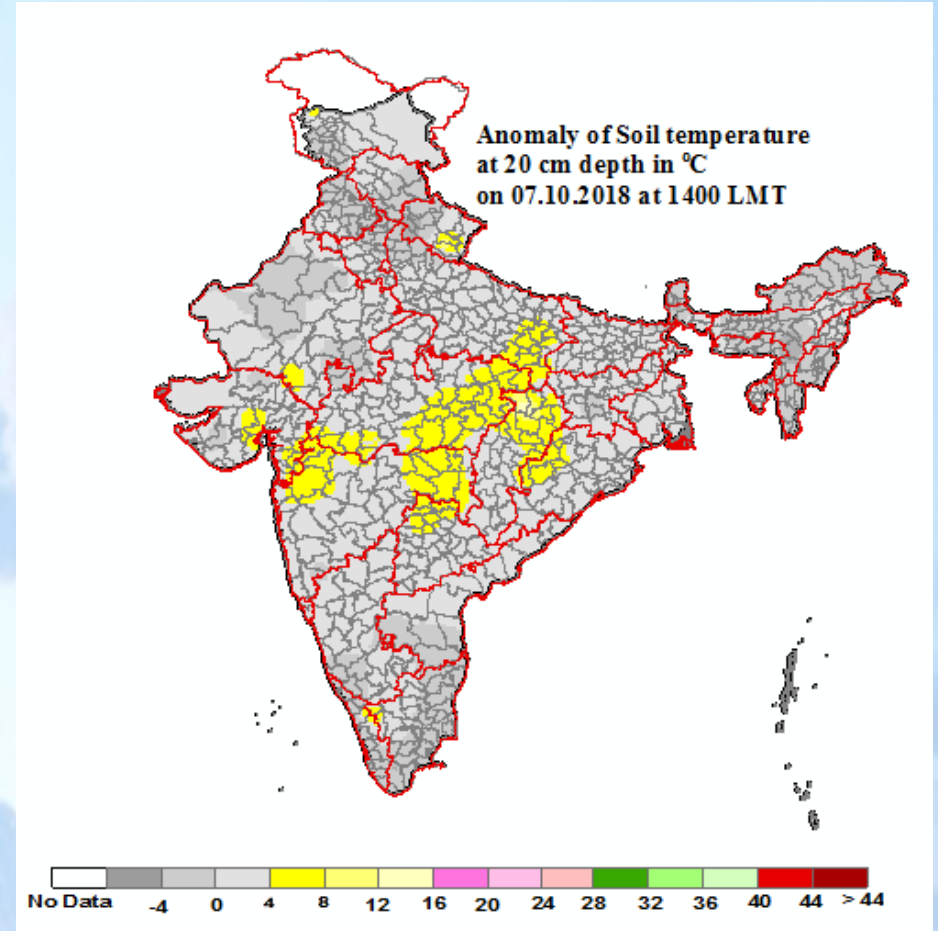 Anomaly of Soil temperature
at 20 cm depth in ⁰C
on 07.10.2018 at 1400 LMT
No Data -4 0 4 8 12 16 20 24 28 32 36 40 44 > 44